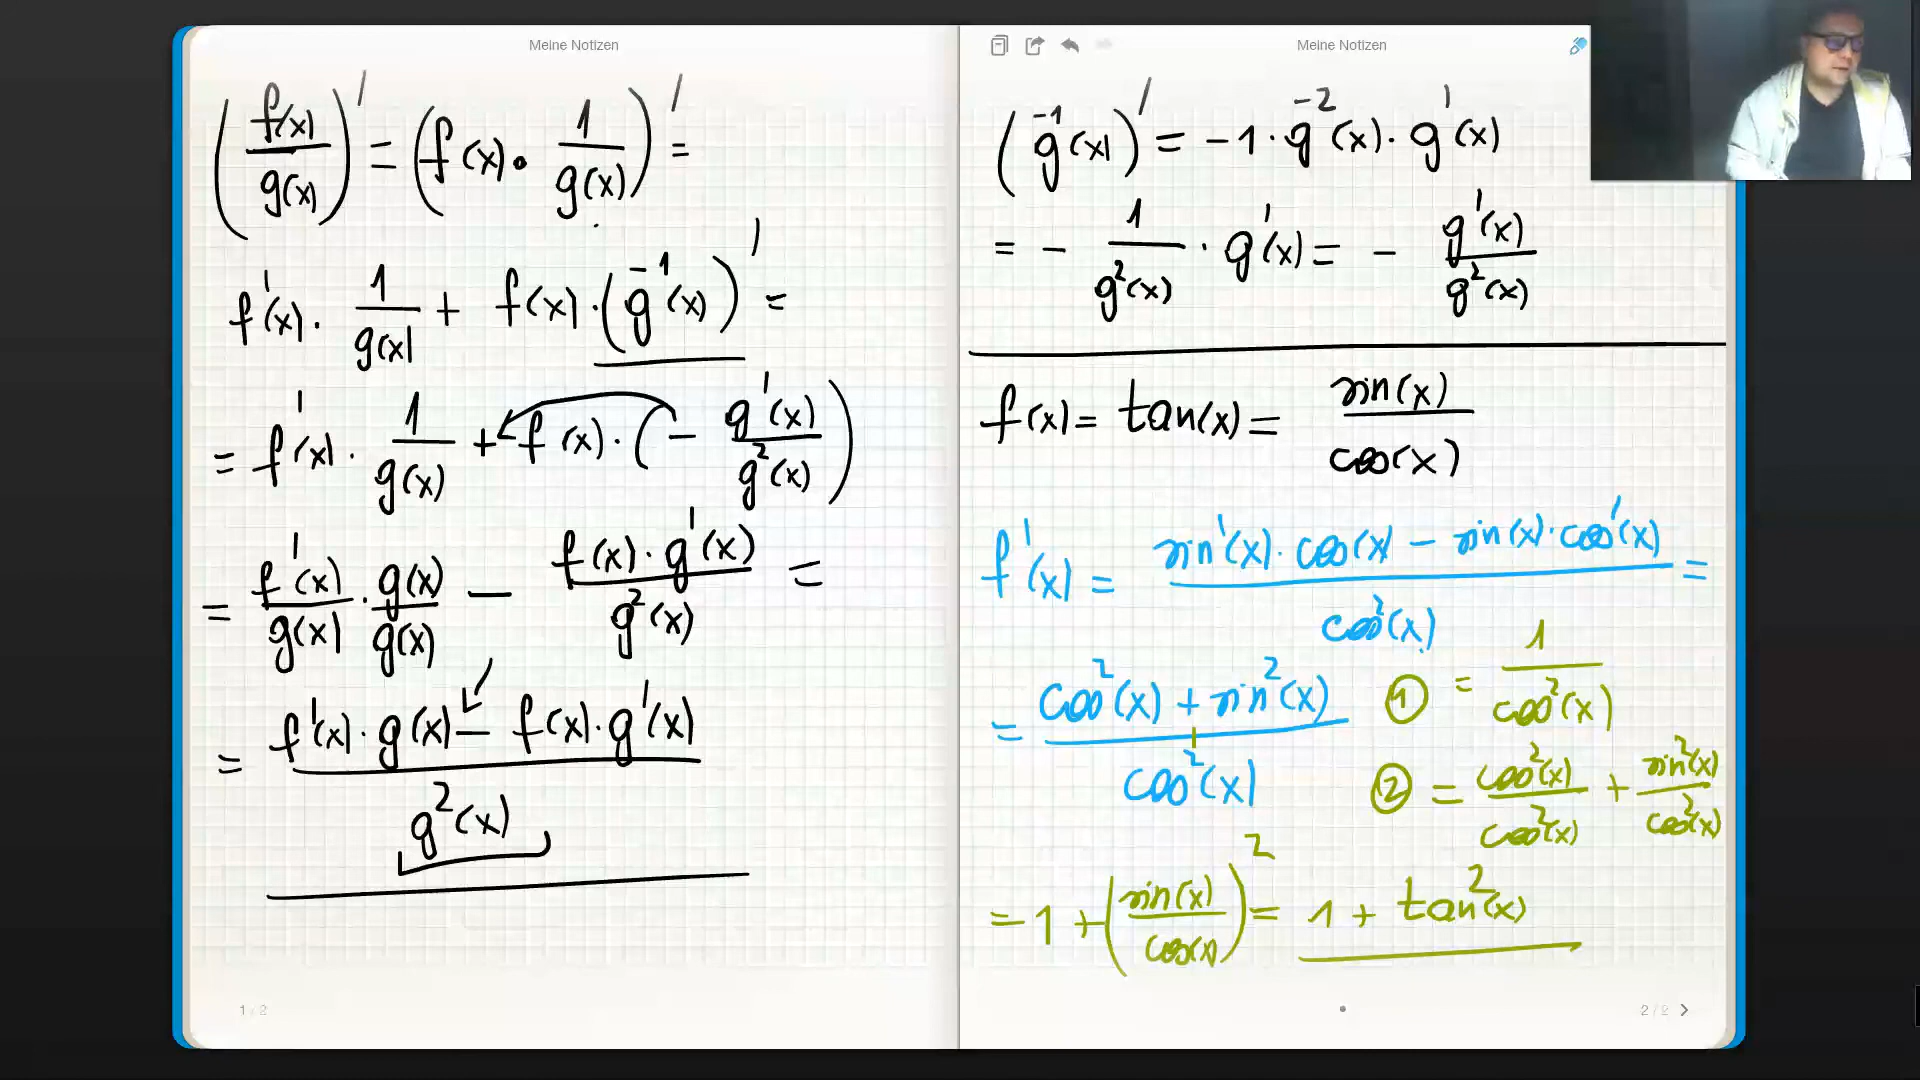 Meine Notizen
(f(x)/g(x))' = (f(x) · 1/g(x))' =
f'(x) · 1/g(x) + f(x) · (g⁻¹(x))' =
= f'(x) · 1/g(x) + f(x) · (− g'(x)/g²(x))
= f'(x)/g(x) · g(x)/g(x) − f(x) · g'(x)/g²(x) =
= (f'(x) · g(x) − f(x) · g'(x))/g²(x)
1 / 2
Meine Notizen
(g⁻¹(x))' = −1 · g⁻²(x) · g'(x)
= − 1/g²(x) · g'(x) = − g'(x)/g²(x)
f(x) = tan(x) = sin(x)/cos(x)
f'(x) = (sin'(x) · cos(x) − sin(x) · cos'(x))/cos²(x) =
= (cos²(x) + sin²(x))/cos²(x)
① = 1/cos²(x)
② = cos²(x)/cos²(x) + sin²(x)/cos²(x)
= 1 + (sin(x)/cos(x))² = 1 + tan²(x)
2 / 2